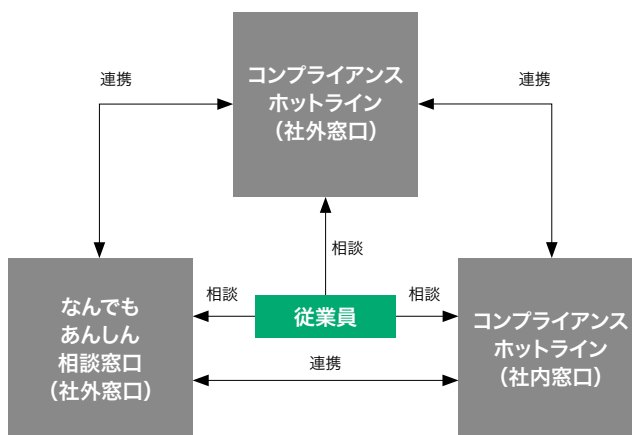 コンプライアンス
ホットライン
（社外窓口）
連携
連携
相談
なんでも
あんしん
相談窓口
（社外窓口）
相談
従業員
相談
コンプライアンス
ホットライン
（社内窓口）
連携